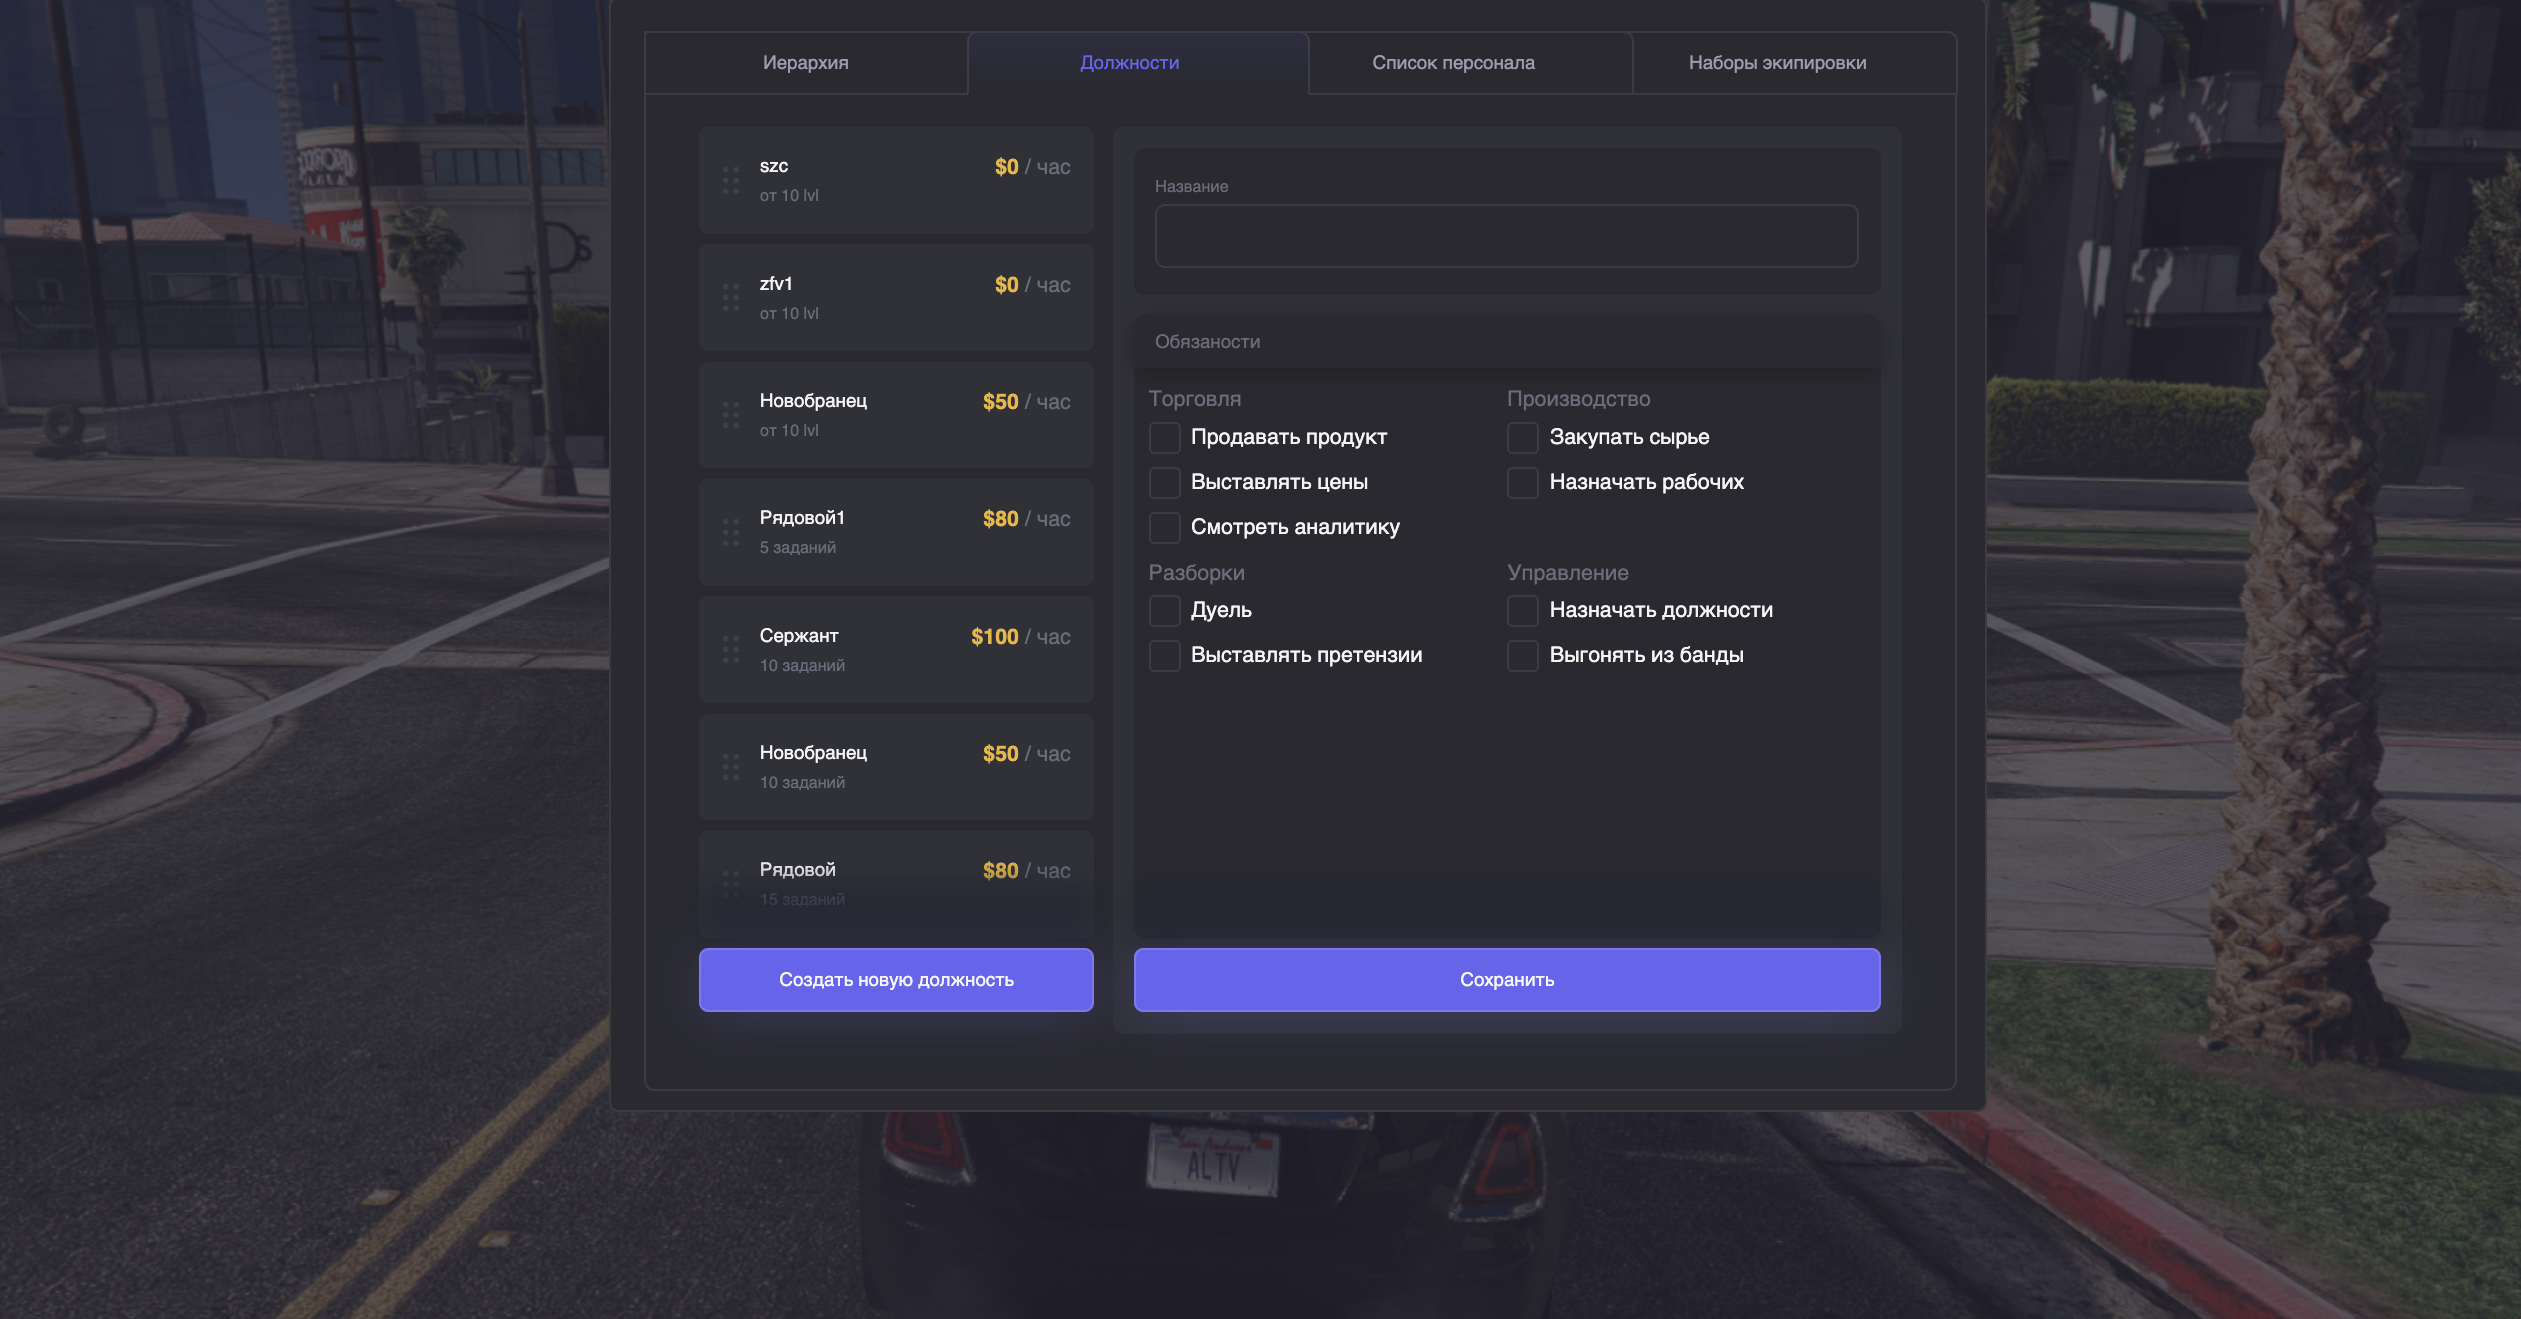 Иерархия
Должности
Список персонала
Наборы экипировки
szc
$0 / час
от 10 lvl
zfv1
$0 / час
от 10 lvl
Новобранец
$50 / час
от 10 lvl
Рядовой1
$80 / час
5 заданий
Сержант
$100 / час
10 заданий
Новобранец
$50 / час
10 заданий
Рядовой
$80 / час
15 заданий
Создать новую должность
Название
Обязаности
Торговля
Продавать продукт
Выставлять цены
Смотреть аналитику
Производство
Закупать сырье
Назначать рабочих
Разборки
Дуель
Выставлять претензии
Управление
Назначать должности
Выгонять из банды
Сохранить
San Andreas
ALTV